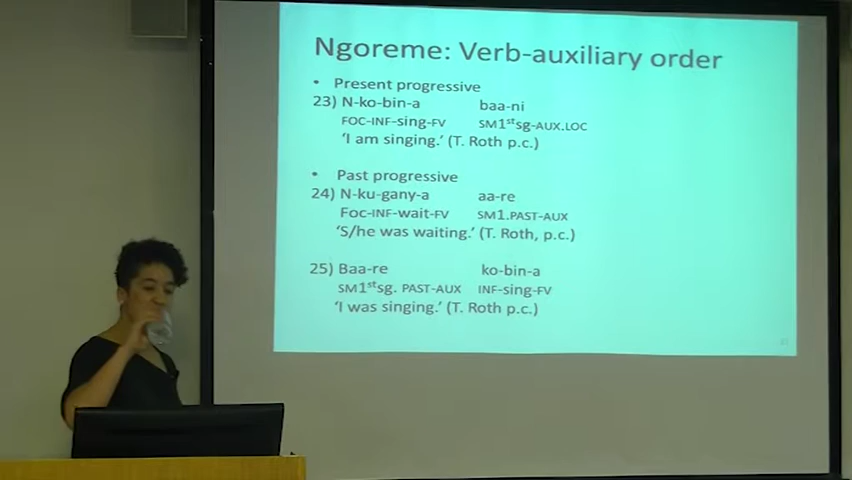 Ngoreme: Verb-auxiliary order
• Present progressive
23) N-ko-bin-a baa-ni
FOC-INF-sing-FV SM1stsg-AUX.LOC
'I am singing.' (T. Roth p.c.)
• Past progressive
24) N-ku-gany-a aa-re
Foc-INF-wait-FV SM1.PAST-AUX
'S/he was waiting.' (T. Roth, p.c.)
25) Baa-re ko-bin-a
SM1stsg. PAST-AUX INF-sing-FV
'I was singing.' (T. Roth p.c.)